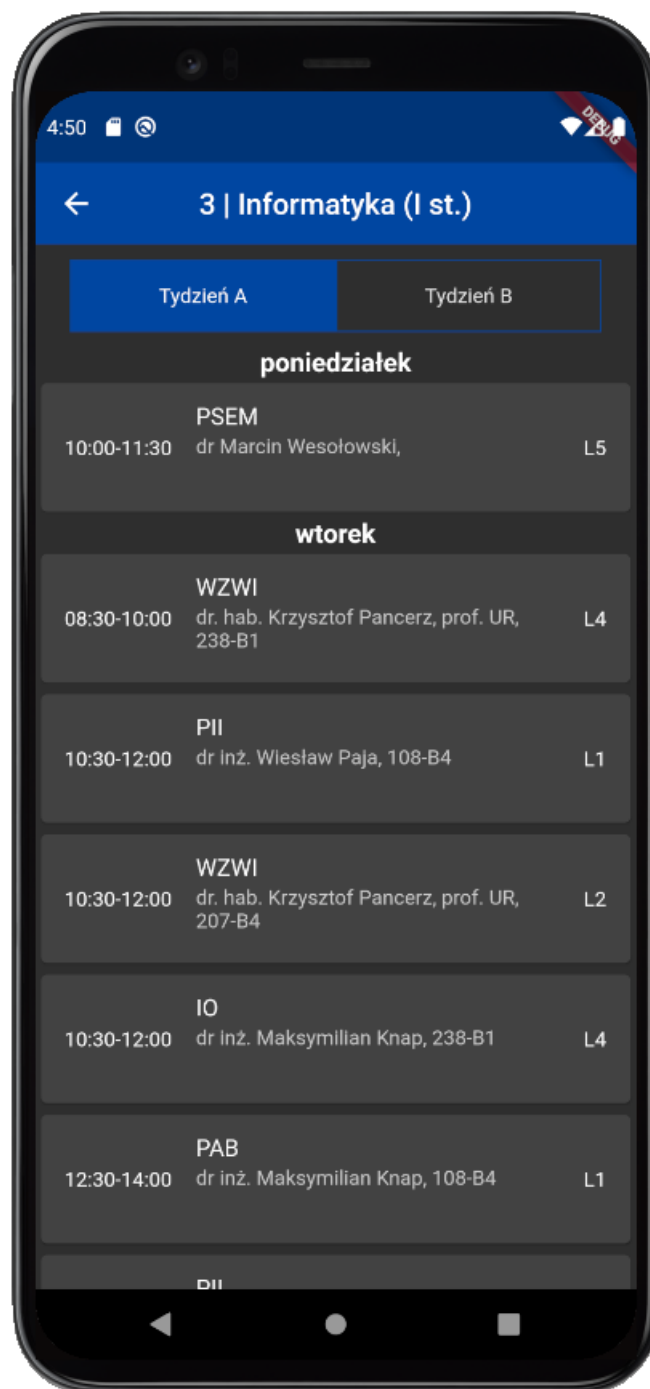 4:50
DEBUG
3 | Informatyka (I st.)
Tydzień A
Tydzień B
poniedziałek
PSEM
10:00-11:30
dr Marcin Wesołowski,
L5
wtorek
WZWI
08:30-10:00
dr. hab. Krzysztof Pancerz, prof. UR,
238-B1
L4
PII
10:30-12:00
dr inż. Wiesław Paja, 108-B4
L1
WZWI
10:30-12:00
dr. hab. Krzysztof Pancerz, prof. UR,
207-B4
L2
IO
10:30-12:00
dr inż. Maksymilian Knap, 238-B1
L4
PAB
12:30-14:00
dr inż. Maksymilian Knap, 108-B4
L1
PII